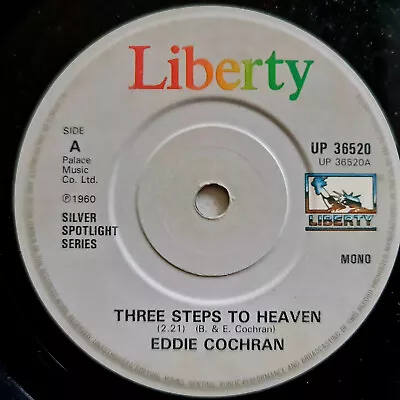 Liberty
SIDE
A
Palace
Music
Co. Ltd.
℗1960
SILVER
SPOTLIGHT
SERIES
UP 36520
UP 36520A
LIBERTY
MONO
THREE STEPS TO HEAVEN
(2.21) (B. & E. Cochran)
EDDIE COCHRAN